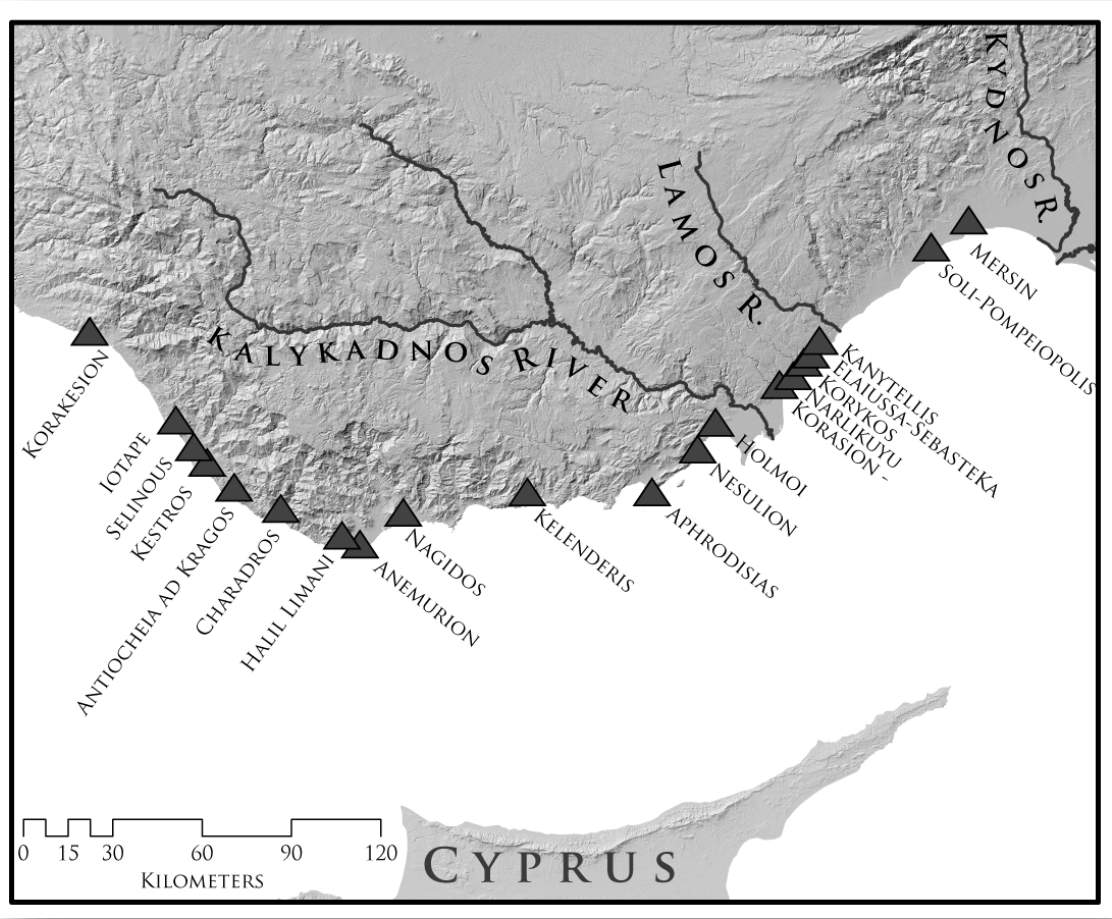 KYDNOS R.
LAMOS R.
MERSIN
SOLI-POMPEIOPOLIS
KALYKADNOS RIVER
KORAKESION
KANYTELLIS
ELAIUSSA-SEBASTEKA
KORYKOS
NARLIKUYU
KORASION -
IOTAPE
SELINOUS
KESTROS
ANTIOCHEIA AD KRAGOS
CHARADROS
HALIL LIMANI
ANEMURION
NAGIDOS
KELENDERIS
APHRODISIAS
NESULION
HOLMOI
0 15 30 60 90 120
KILOMETERS
CYPRUS